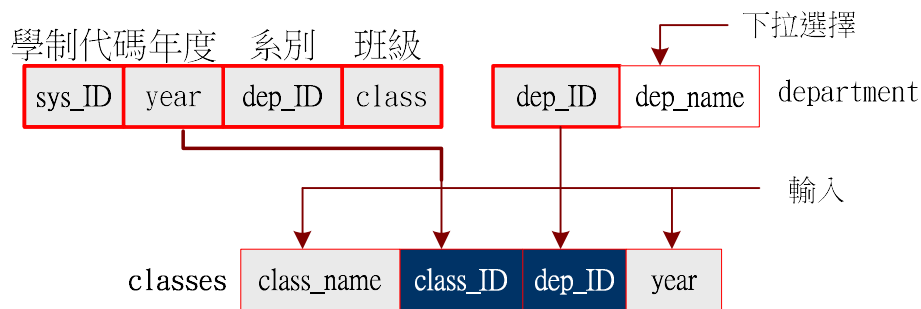 下拉選擇
學制代碼年度 系別 班級
sys_ID year dep_ID class dep_ID dep_name department
輸入
classes class_name class_ID dep_ID year